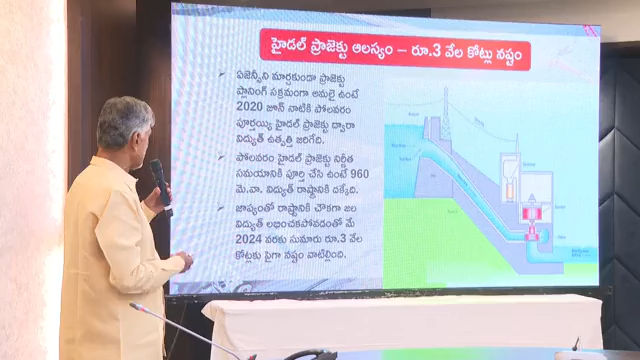 హైడల్ ప్రాజెక్టు ఆలస్యం – రూ.3 వేల కోట్లు నష్టం
ఏజెన్సీని మార్చకుండా ప్రాజెక్టు
ప్లానింగ్ సక్రమంగా అమలై ఉంటే
2020 జూన్ నాటికి పోలవరం
పూర్తయ్యి హైడల్ ప్రాజెక్టు ద్వారా
విద్యుత్ ఉత్పత్తి జరిగేది.
పోలవరం హైడల్ ప్రాజెక్టు నిర్ణీత
సమయానికి పూర్తి చేసి ఉంటే 960
మె.వా. విద్యుత్ రాష్ట్రానికి దక్కేది.
జాప్యంతో రాష్ట్రానికి చౌకగా జల
విద్యుత్ లభించకపోవడంతో మే
2024 వరకు సుమారు రూ.3 వేల
కోట్లకు పైగా నష్టం వాటిల్లింది.